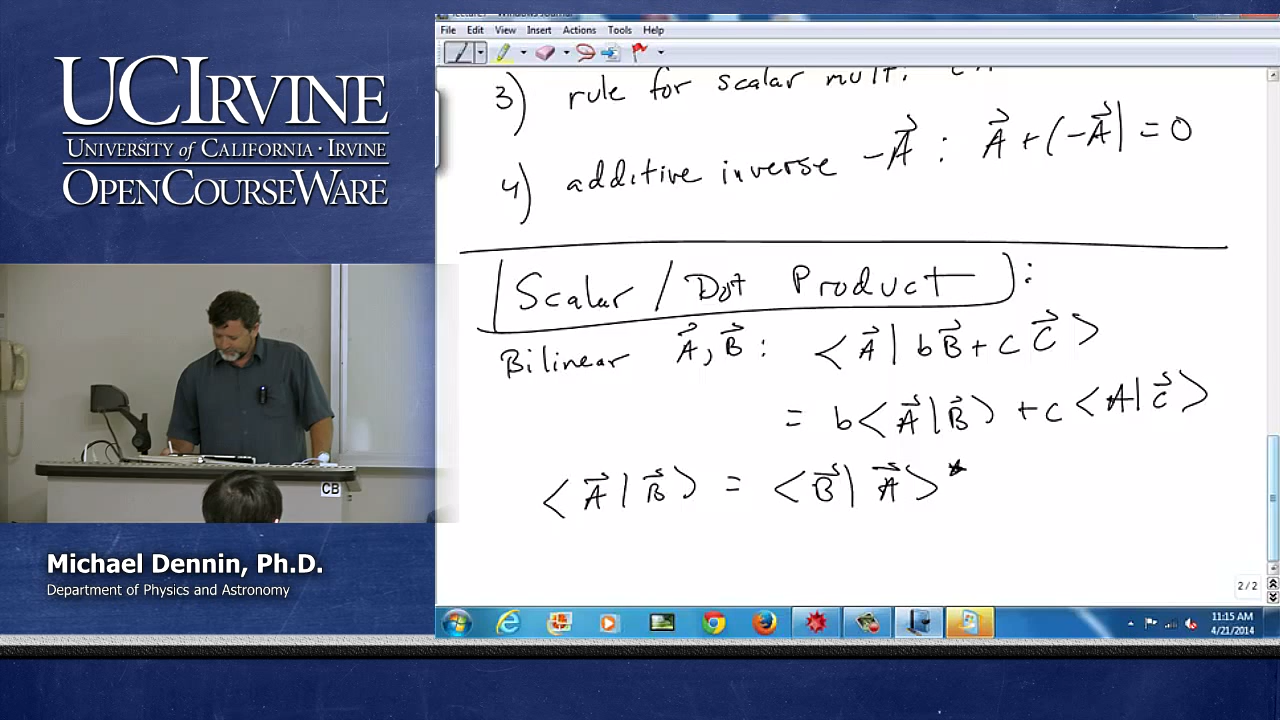 UCIRVINE
UNIVERSITY OF CALIFORNIA · IRVINE
OPENCOURSEWARE
CB
Michael Dennin, Ph.D.
Department of Physics and Astronomy
File Edit View Insert Actions Tools Help
3) rule for scalar mult.
4) additive inverse -A⃗ : A⃗ + (-A⃗) = 0
Scalar / Dot Product :
Bilinear A⃗, B⃗ : < A⃗ | bB⃗ + cC⃗ >
= b< A⃗ | B⃗ > + c < A | C⃗ >
< A⃗ | B⃗ > = < B⃗ | A⃗ >*
2 / 2
11:15 AM
4/21/2014